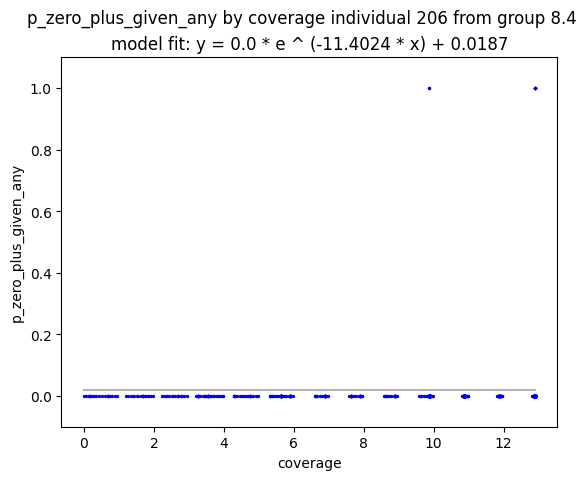 p_zero_plus_given_any by coverage individual 206 from group 8.4
model fit: y = 0.0 * e ^ (-11.4024 * x) + 0.0187
p_zero_plus_given_any
1.0
0.8
0.6
0.4
0.2
0.0
0 2 4 6 8 10 12
coverage